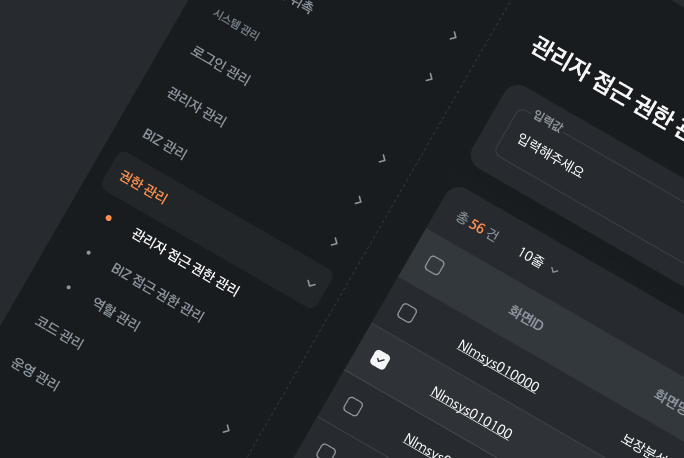 위촉
시스템 관리
로그인 관리
관리자 관리
BIZ 관리
권한 관리
관리자 접근 권한 관리
BIZ 접근 권한 관리
역할 관리
코드 관리
운영 관리
관리자 접근 권한 관
입력값
입력해주세요
총 56 건
10줄
화면ID
화면명
Nlmsys010000
보장분석
Nlmsys010100
Nlmsys0